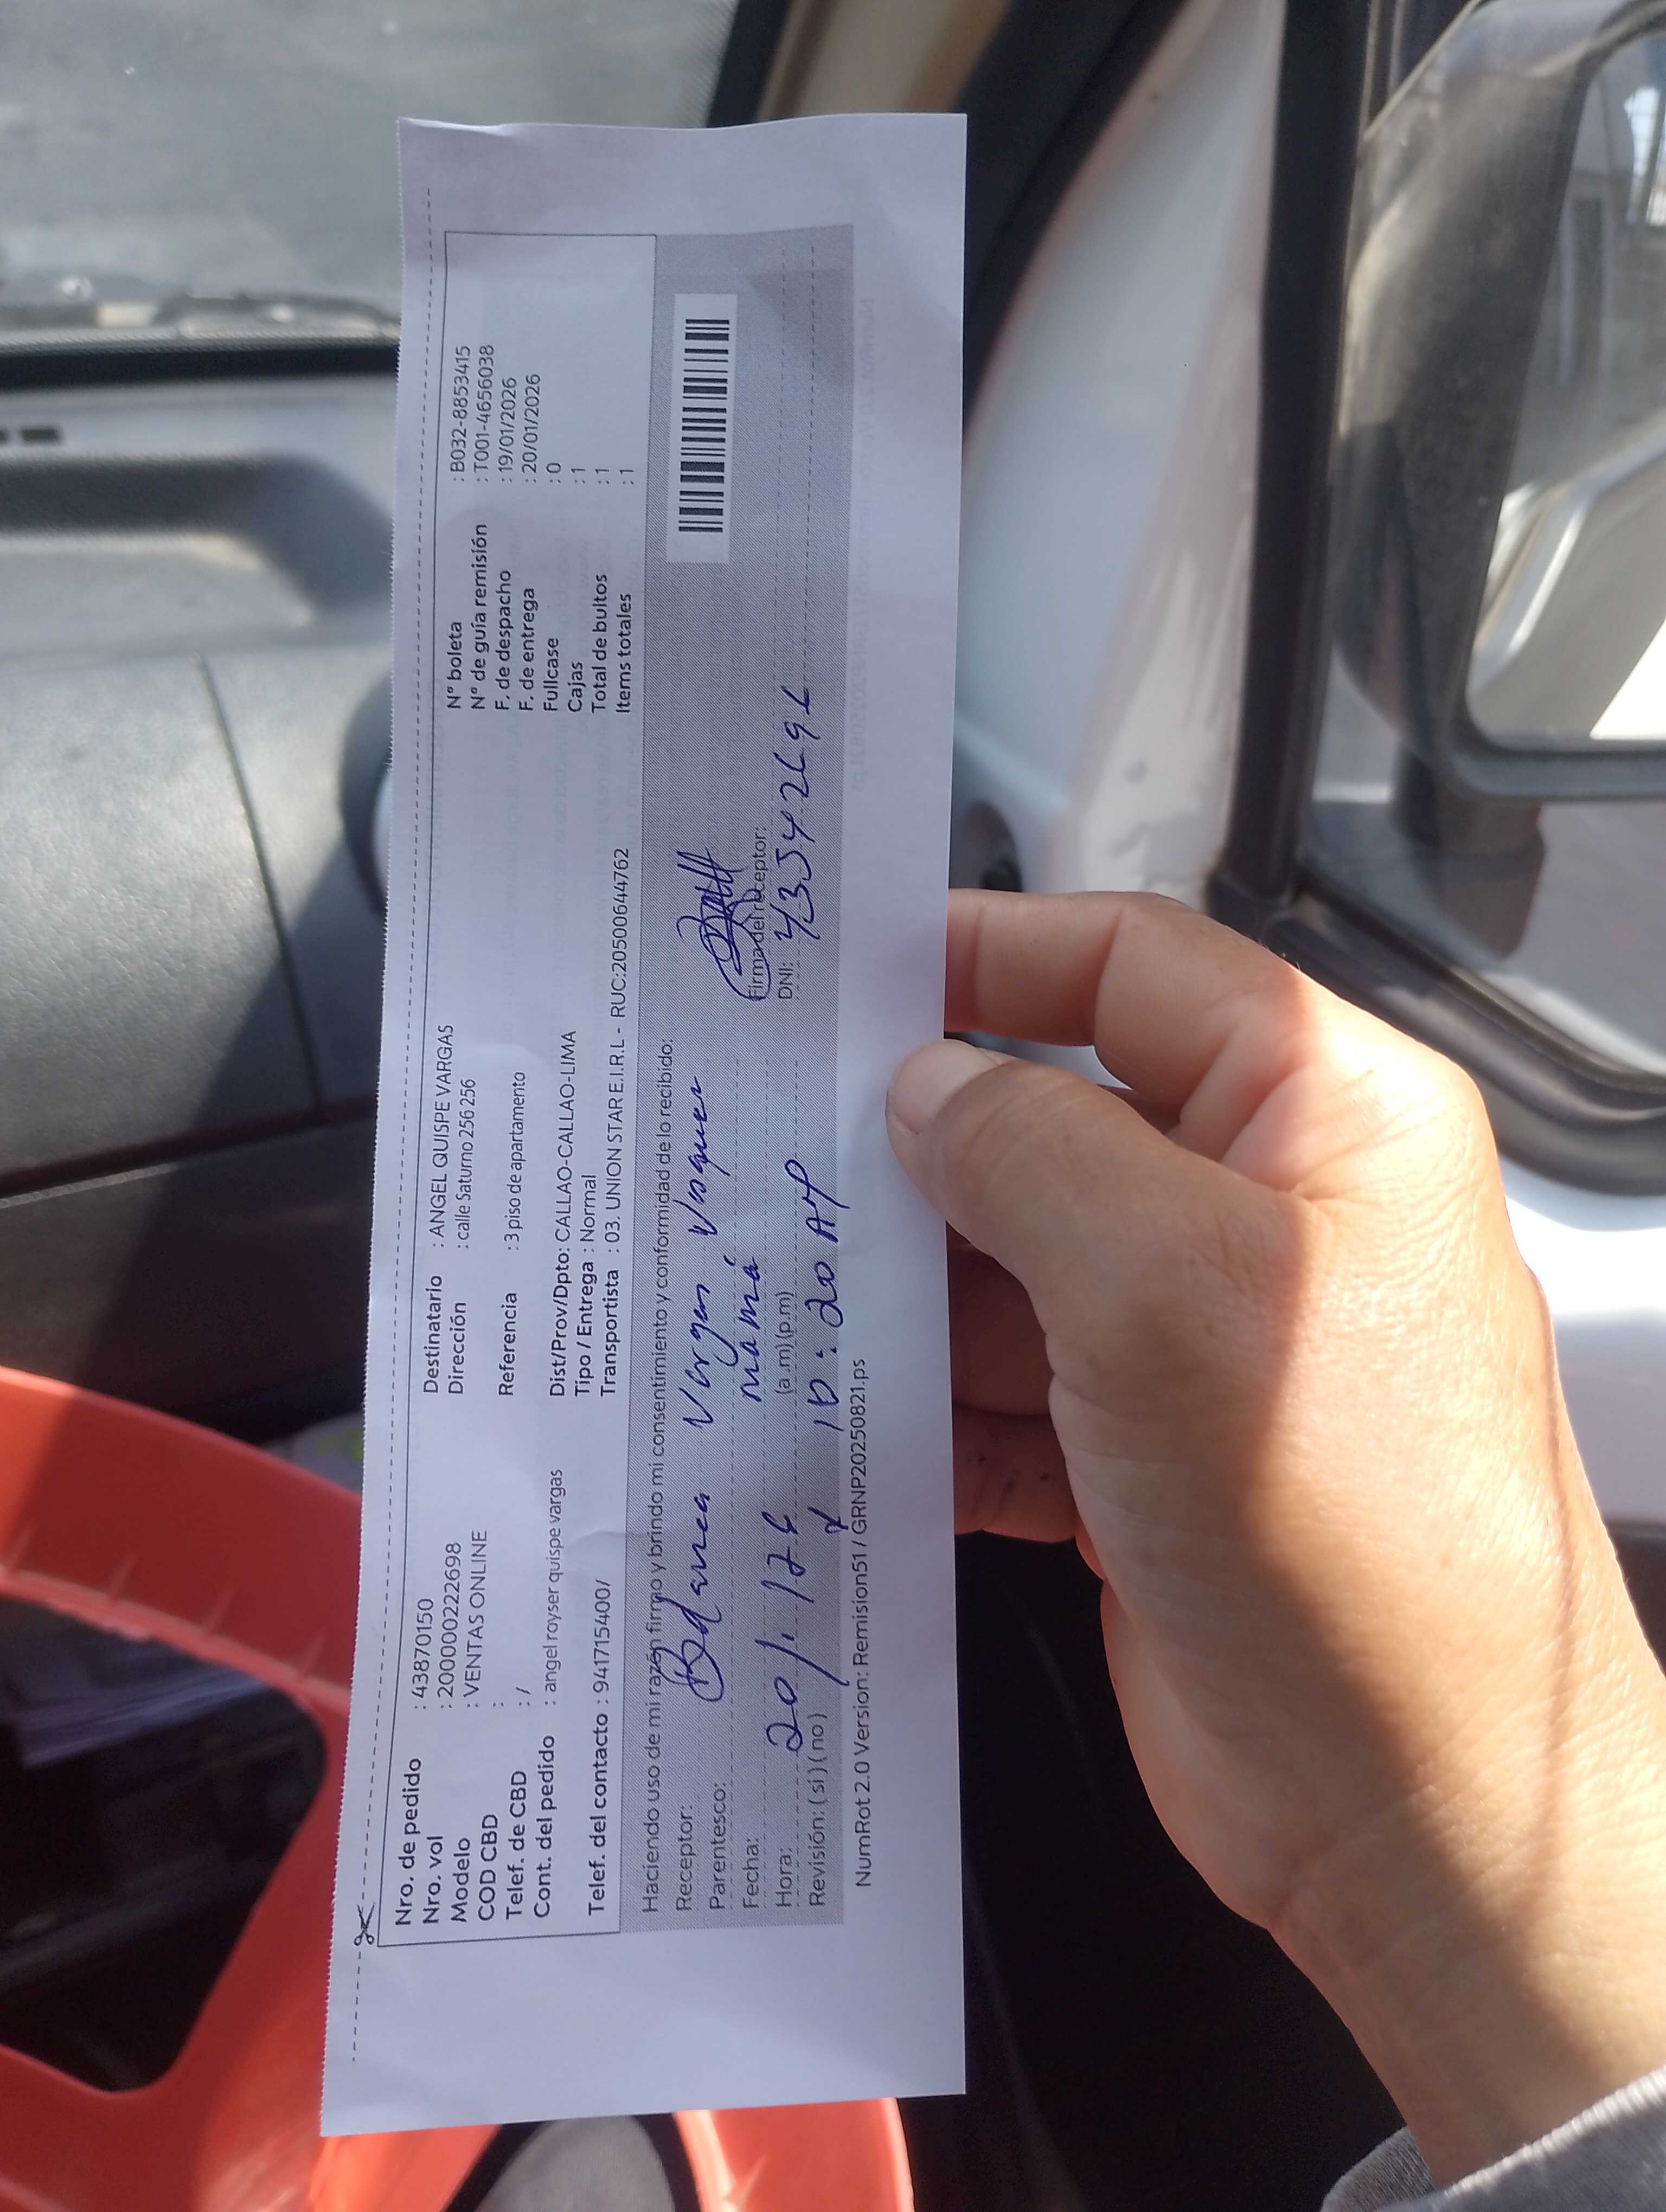 Nro. de pedido : 43870150
Nro. vol : 200000222698
Modelo : VENTAS ONLINE
COD CBD :
Telef. de CBD : /
Cont. del pedido : angel royser quispe vargas
Telef. del contacto : 941715400/
Destinatario : ANGEL QUISPE VARGAS
Dirección : calle Saturno 256 256
Referencia : 3 piso de apartamento
Dist/Prov/Dpto: CALLAO-CALLAO-LIMA
Tipo / Entrega : Normal
Transportista : 03. UNION STAR E.I.R.L - RUC:20500644762
N° boleta : B032-8853415
N° de guía remisión : T001-4656038
F. de despacho : 19/01/2026
F. de entrega : 20/01/2026
Fullcase : 0
Cajas : 1
Total de bultos : 1
Items totales : 1
Haciendo uso de mi razón firmo y brindo mi consentimiento y conformidad de lo recibido.
Receptor: Vargas
Parentesco: mamá
Fecha: 20/1/26
Hora: (a.m)(p.m) 10:20
Revisión: ( si ) ( no )
Firma del receptor:
DNI:
NumRot 2.0 Version: Remision51 / GRNP20250821.ps